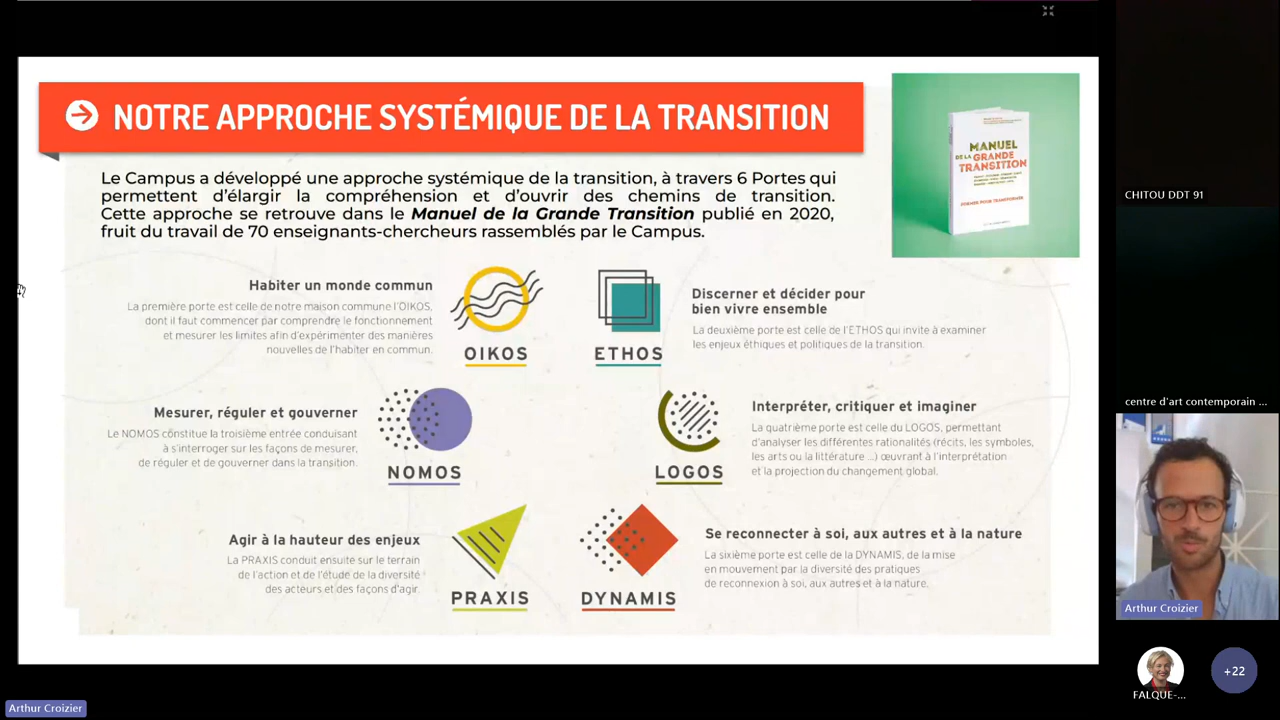 NOTRE APPROCHE SYSTÉMIQUE DE LA TRANSITION
Le Campus a développé une approche systémique de la transition, à travers 6 Portes qui
permettent d'élargir la compréhension et d'ouvrir des chemins de transition.
Cette approche se retrouve dans le Manuel de la Grande Transition publié en 2020,
fruit du travail de 70 enseignants-chercheurs rassemblés par le Campus.
MANUEL
DE LA GRANDE
TRANSITION
FORMER POUR TRANSFORMER
Habiter un monde commun
La première porte est celle de notre maison commune l'OIKOS,
dont il faut commencer par comprendre le fonctionnement
et mesurer les limites afin d'expérimenter des manières
nouvelles de l'habiter en commun.
OIKOS
Discerner et décider pour
bien vivre ensemble
La deuxième porte est celle de l'ETHOS qui invite à examiner
les enjeux éthiques et politiques de la transition.
ETHOS
Mesurer, réguler et gouverner
Le NOMOS constitue la troisième entrée conduisant
à s'interroger sur les façons de mesurer,
de réguler et de gouverner dans la transition.
NOMOS
Interpréter, critiquer et imaginer
La quatrième porte est celle du LOGOS, permettant
d'analyser les différentes rationalités (récits, les symboles,
les arts ou la littérature ...) œuvrant à l'interprétation
et la projection du changement global.
LOGOS
Agir à la hauteur des enjeux
La PRAXIS conduit ensuite sur le terrain
de l'action et de l'étude de la diversité
des acteurs et des façons d'agir.
PRAXIS
Se reconnecter à soi, aux autres et à la nature
La sixième porte est celle de la DYNAMIS, de la mise
en mouvement par la diversité des pratiques
de reconnexion à soi, aux autres et à la nature.
DYNAMIS
CHITOU DDT 91
centre d'art contemporain ...
Arthur Croizier
FALQUE-...
+22
Arthur Croizier